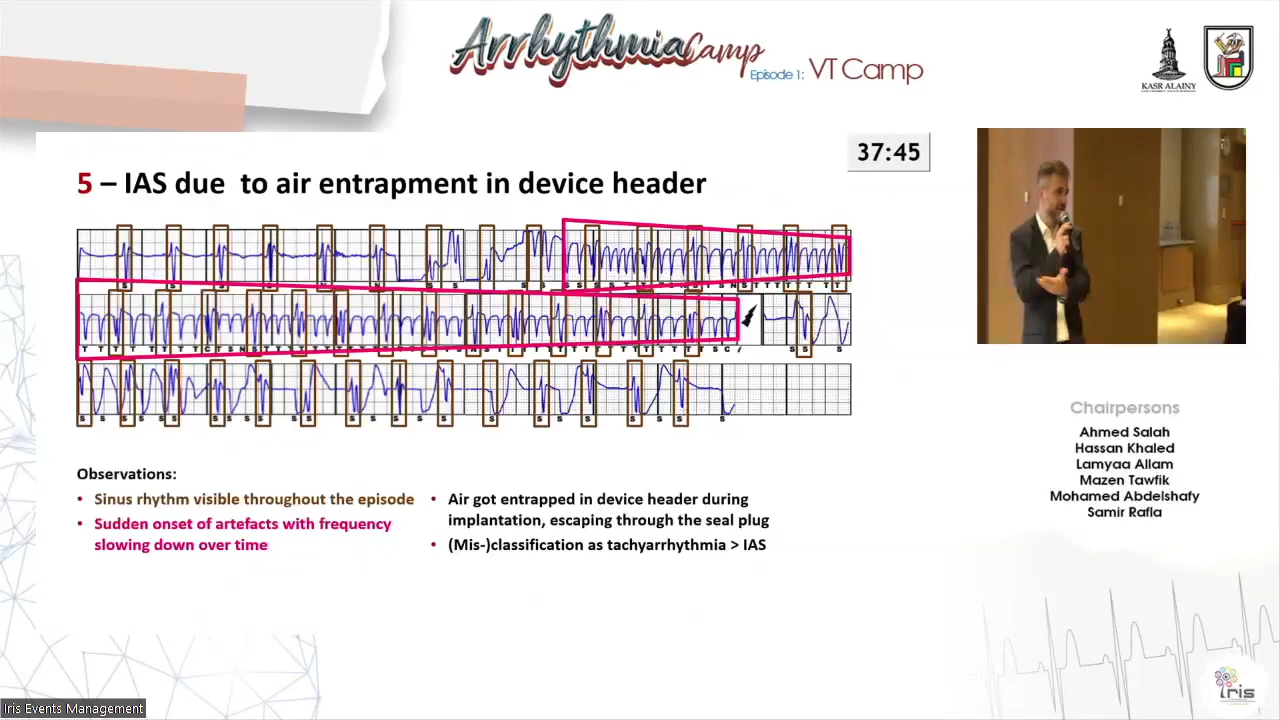 Arrhythmia Camp
Episode 1: VT Camp
KASR ALAINY
37:45
5 – IAS due to air entrapment in device header
Observations:
• Sinus rhythm visible throughout the episode
• Sudden onset of artefacts with frequency
slowing down over time
• Air got entrapped in device header during
implantation, escaping through the seal plug
• (Mis-)classification as tachyarrhythmia > IAS
Chairpersons
Ahmed Salah
Hassan Khaled
Lamyaa Allam
Mazen Tawfik
Mohamed Abdelshafy
Samir Rafla
Iris Events Management
iris